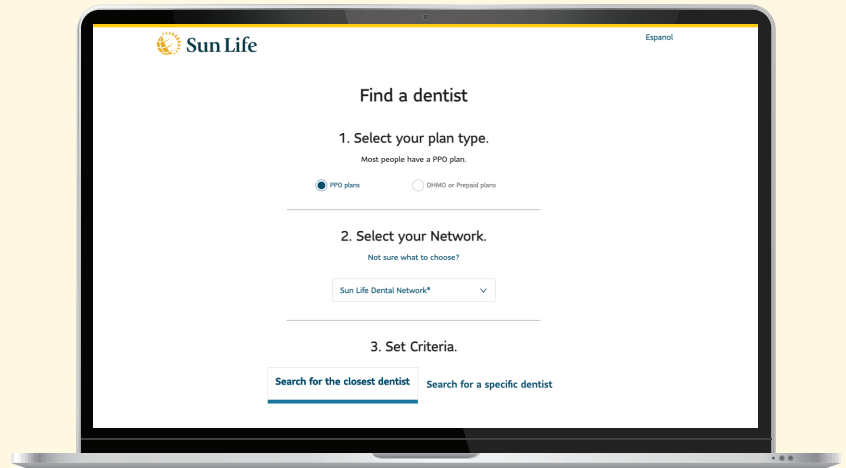 Sun Life
Espanol
Find a dentist
1. Select your plan type.
Most people have a PPO plan.
PPO plans
DHMO or Prepaid plans
2. Select your Network.
Not sure what to choose?
Sun Life Dental Network*
3. Set Criteria.
Search for the closest dentist
Search for a specific dentist